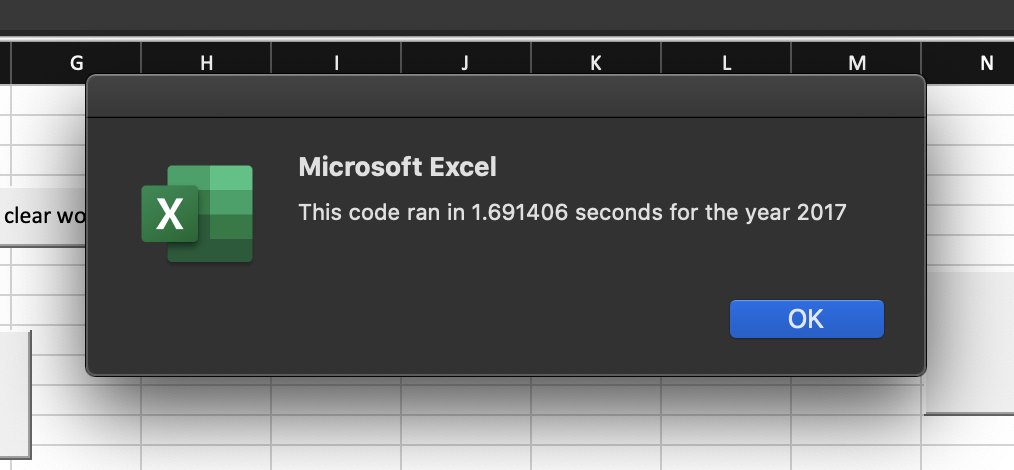 G H I J K L M N
Microsoft Excel
X
clear wo
This code ran in 1.691406 seconds for the year 2017
OK